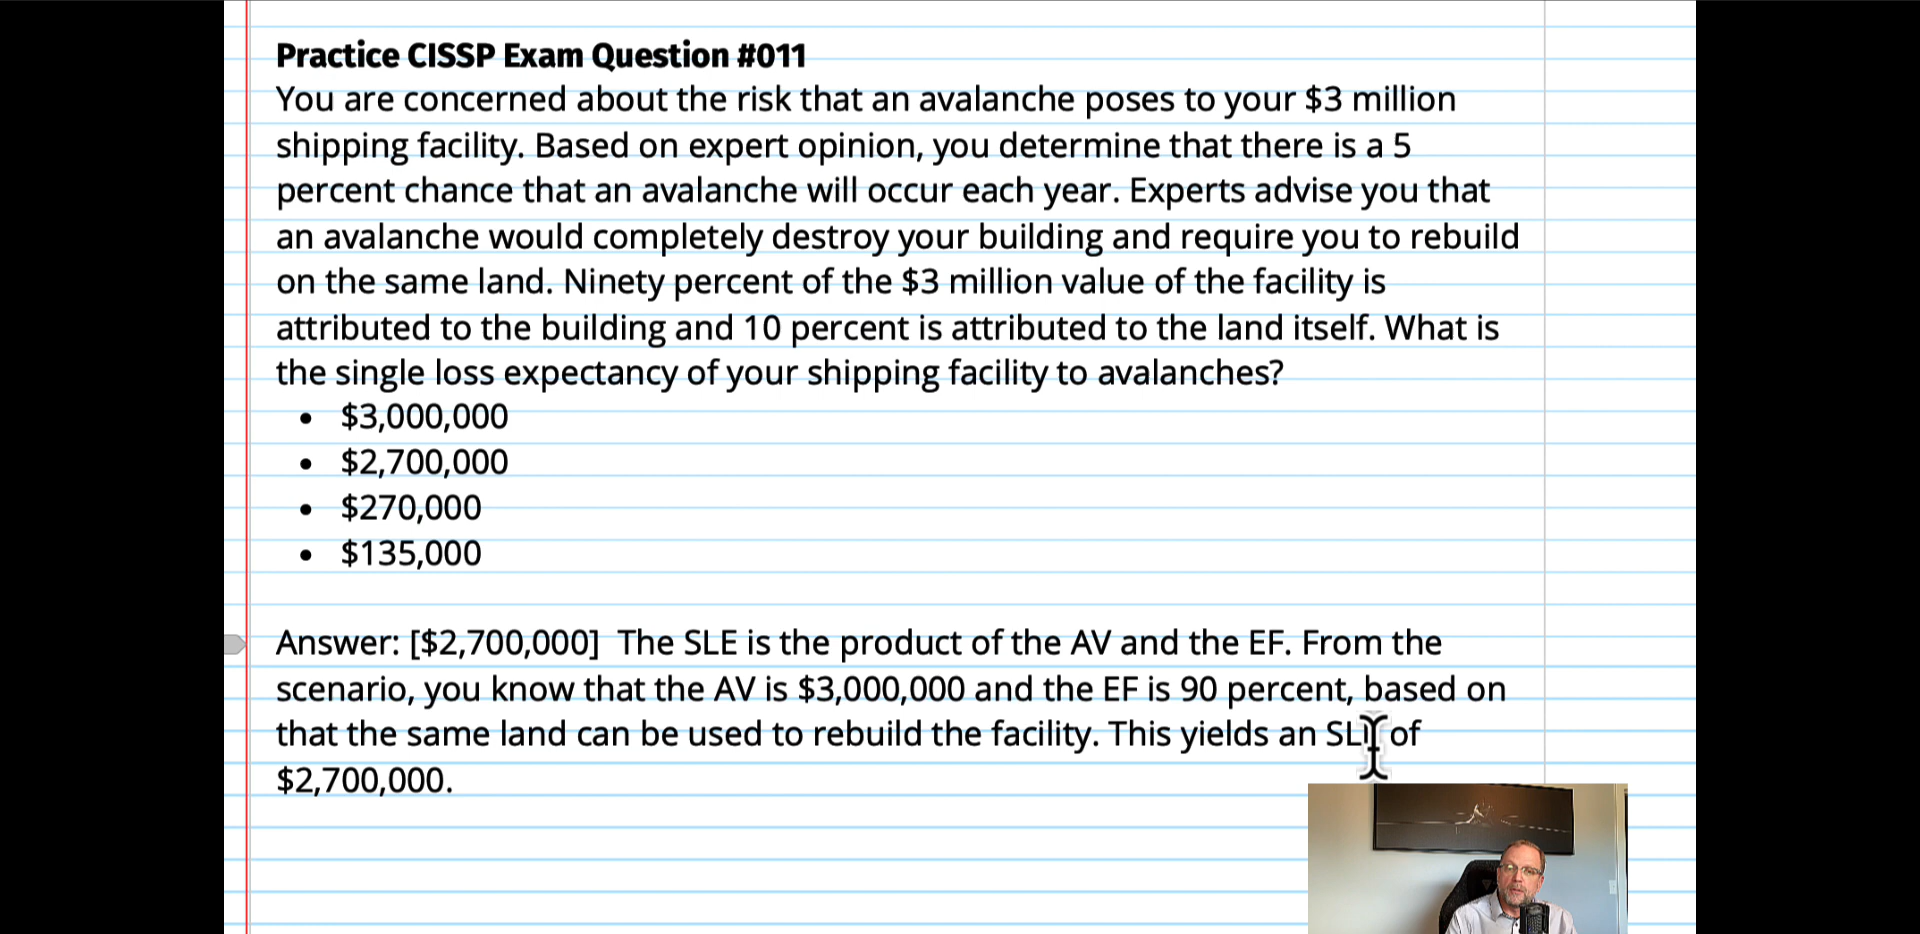 Practice CISSP Exam Question #011
You are concerned about the risk that an avalanche poses to your $3 million
shipping facility. Based on expert opinion, you determine that there is a 5
percent chance that an avalanche will occur each year. Experts advise you that
an avalanche would completely destroy your building and require you to rebuild
on the same land. Ninety percent of the $3 million value of the facility is
attributed to the building and 10 percent is attributed to the land itself. What is
the single loss expectancy of your shipping facility to avalanches?
• $3,000,000
• $2,700,000
• $270,000
• $135,000
Answer: [$2,700,000]  The SLE is the product of the AV and the EF. From the
scenario, you know that the AV is $3,000,000 and the EF is 90 percent, based on
that the same land can be used to rebuild the facility. This yields an SLE of
$2,700,000.